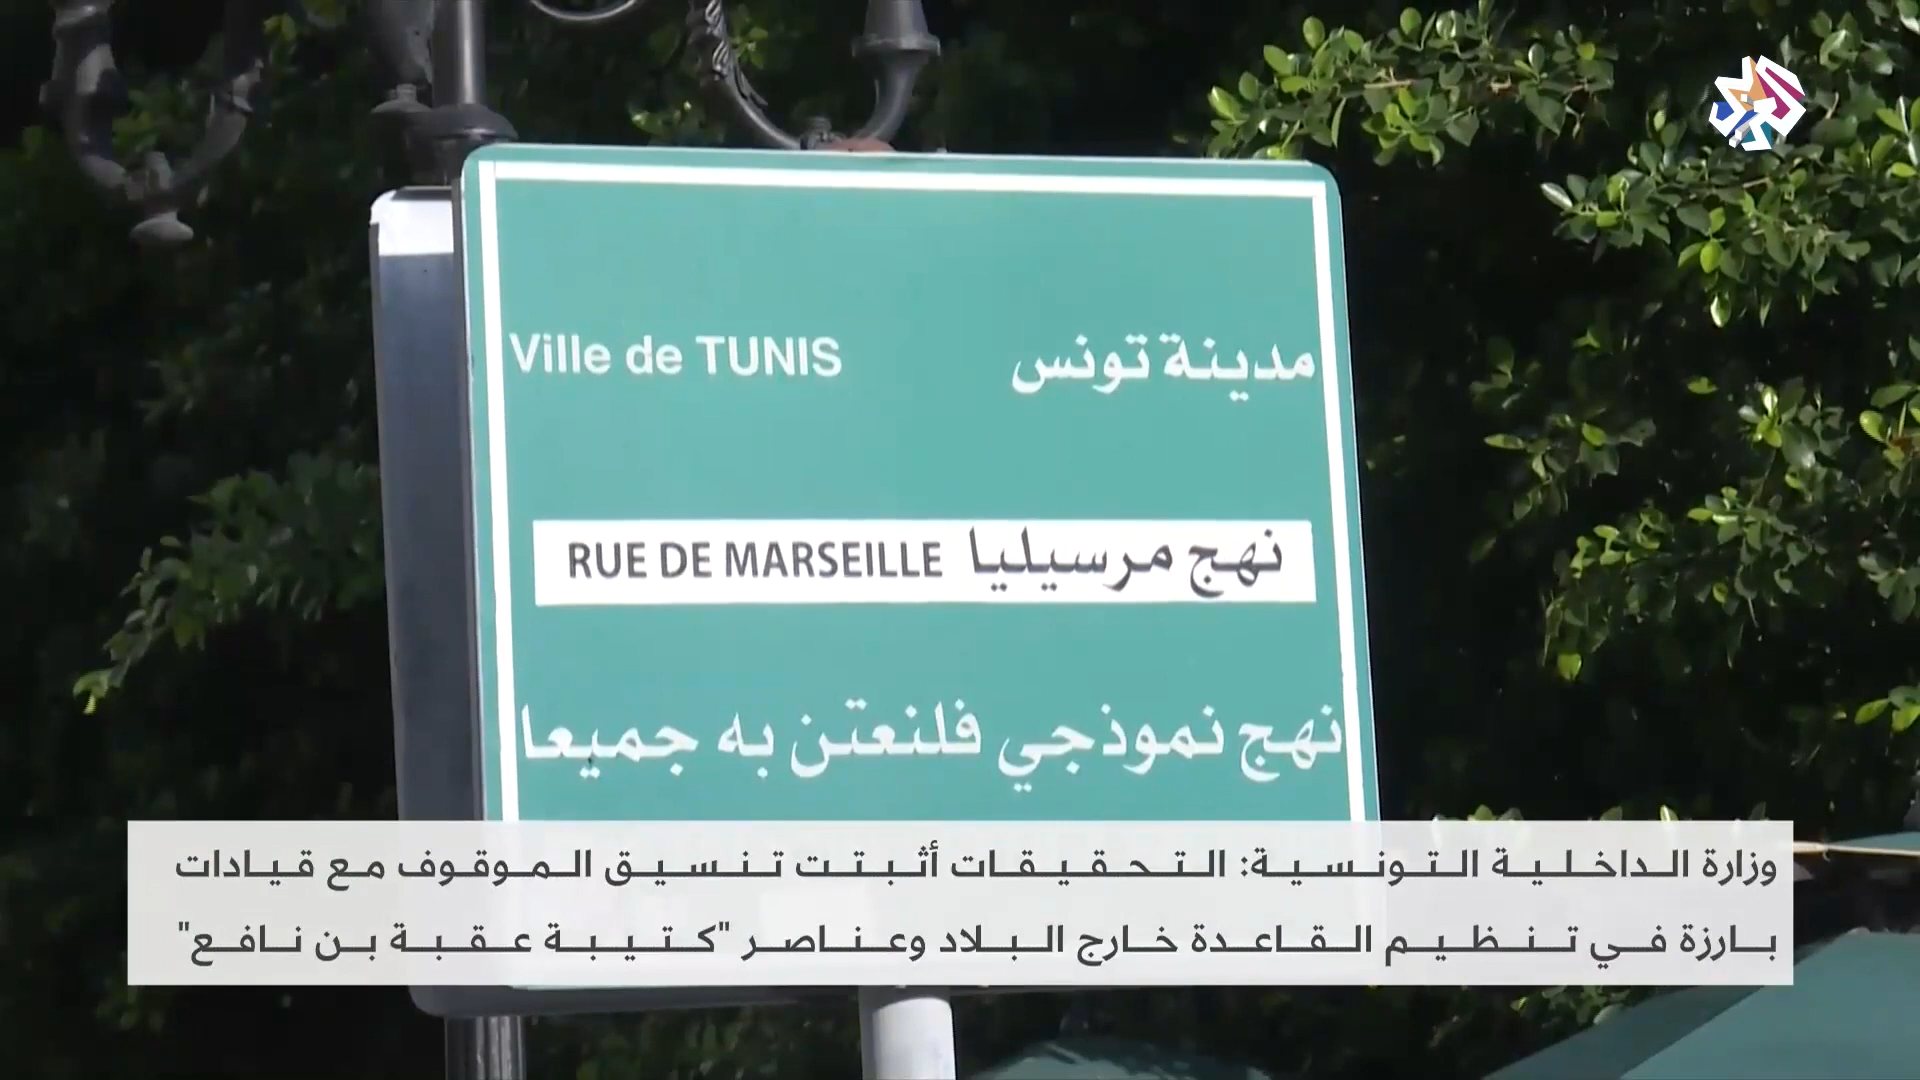 Ville de TUNIS مدينة تونس
RUE DE MARSEILLE نهج مرسيليا
نهج نموذجي فلنعتن به جميعا
وزارة الداخلية التونسية: التحقيقات أثبتت تنسيق الموقوف مع قيادات
بارزة في تنظيم القاعدة خارج البلاد وعناصر "كتيبة عقبة بن نافع"